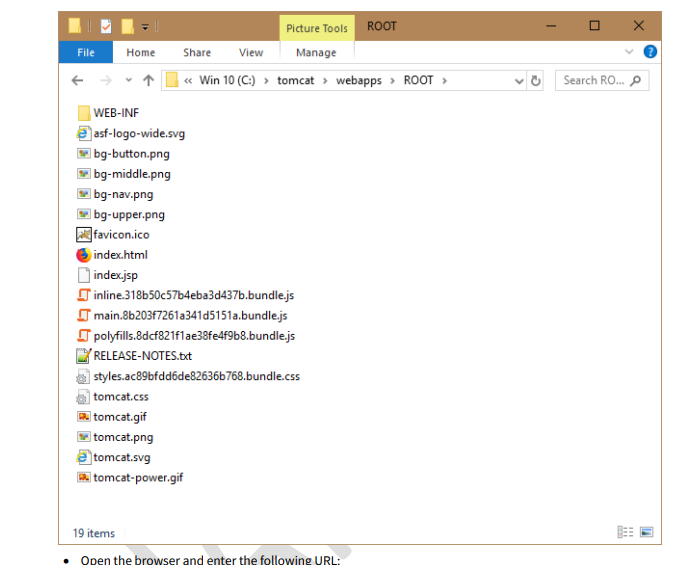 Picture Tools ROOT
File Home Share View Manage
« Win 10 (C:) › tomcat › webapps › ROOT › Search RO...
WEB-INF
asf-logo-wide.svg
bg-button.png
bg-middle.png
bg-nav.png
bg-upper.png
favicon.ico
index.html
index.jsp
inline.318b50c57b4eba3d437b.bundle.js
main.8b203f7261a341d5151a.bundle.js
polyfills.8dcf821f1ae38fe4f9b8.bundle.js
RELEASE-NOTES.txt
styles.ac89bfdd6de82636b768.bundle.css
tomcat.css
tomcat.gif
tomcat.png
tomcat.svg
tomcat-power.gif
19 items
• Open the browser and enter the following URL: